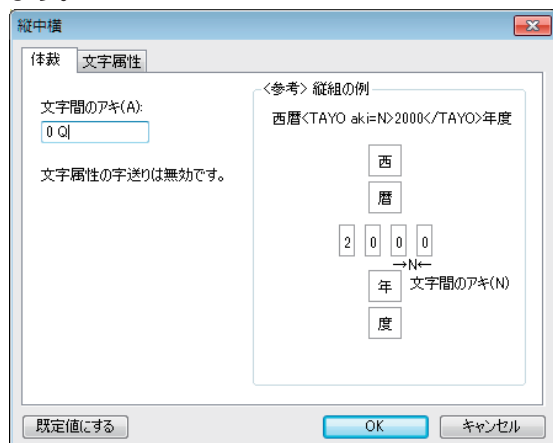 縦中横
体裁
文字属性
文字間のアキ(A):
0 Q
文字属性の字送りは無効です。
<参考> 縦組の例
西暦<TAYO aki=N>2000</TAYO>年度
西
暦
2 0 0 0
→N←
文字間のアキ(N)
年
度
既定値にする
OK
キャンセル